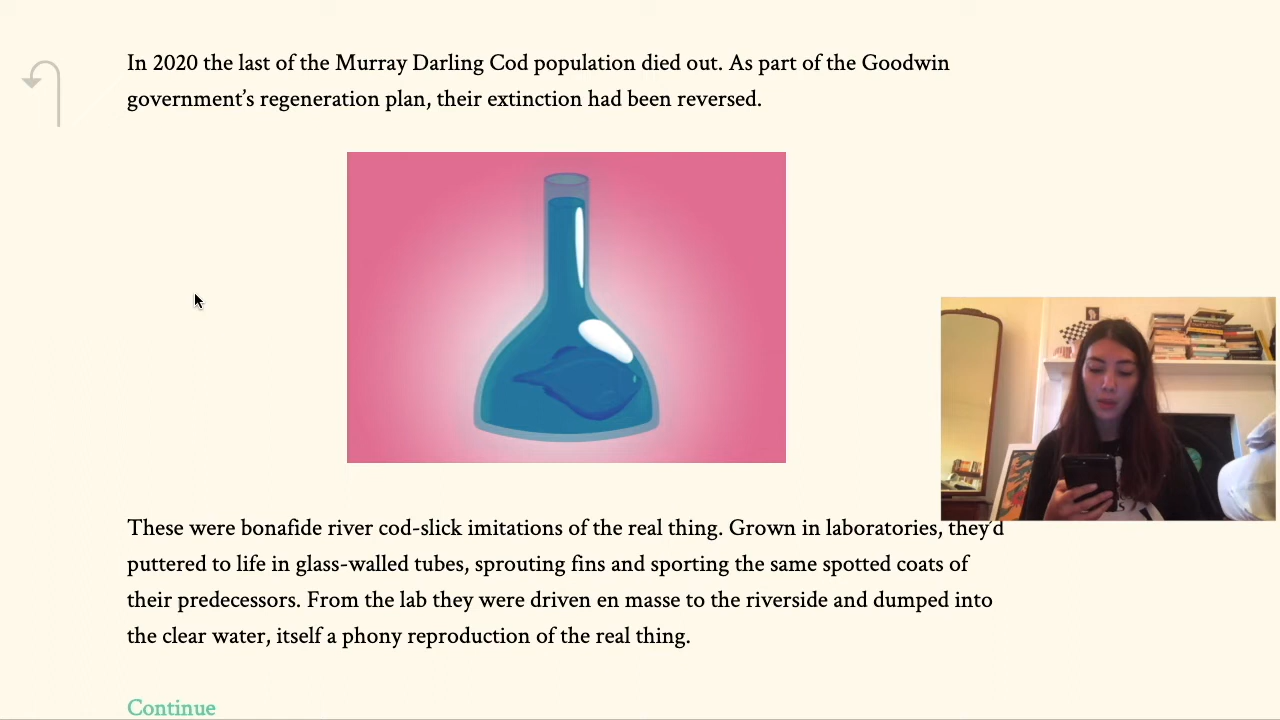 In 2020 the last of the Murray Darling Cod population died out. As part of the Goodwin
government’s regeneration plan, their extinction had been reversed.
These were bonafide river cod-slick imitations of the real thing. Grown in laboratories, they’d
puttered to life in glass-walled tubes, sprouting fins and sporting the same spotted coats of
their predecessors. From the lab they were driven en masse to the riverside and dumped into
the clear water, itself a phony reproduction of the real thing.
Continue